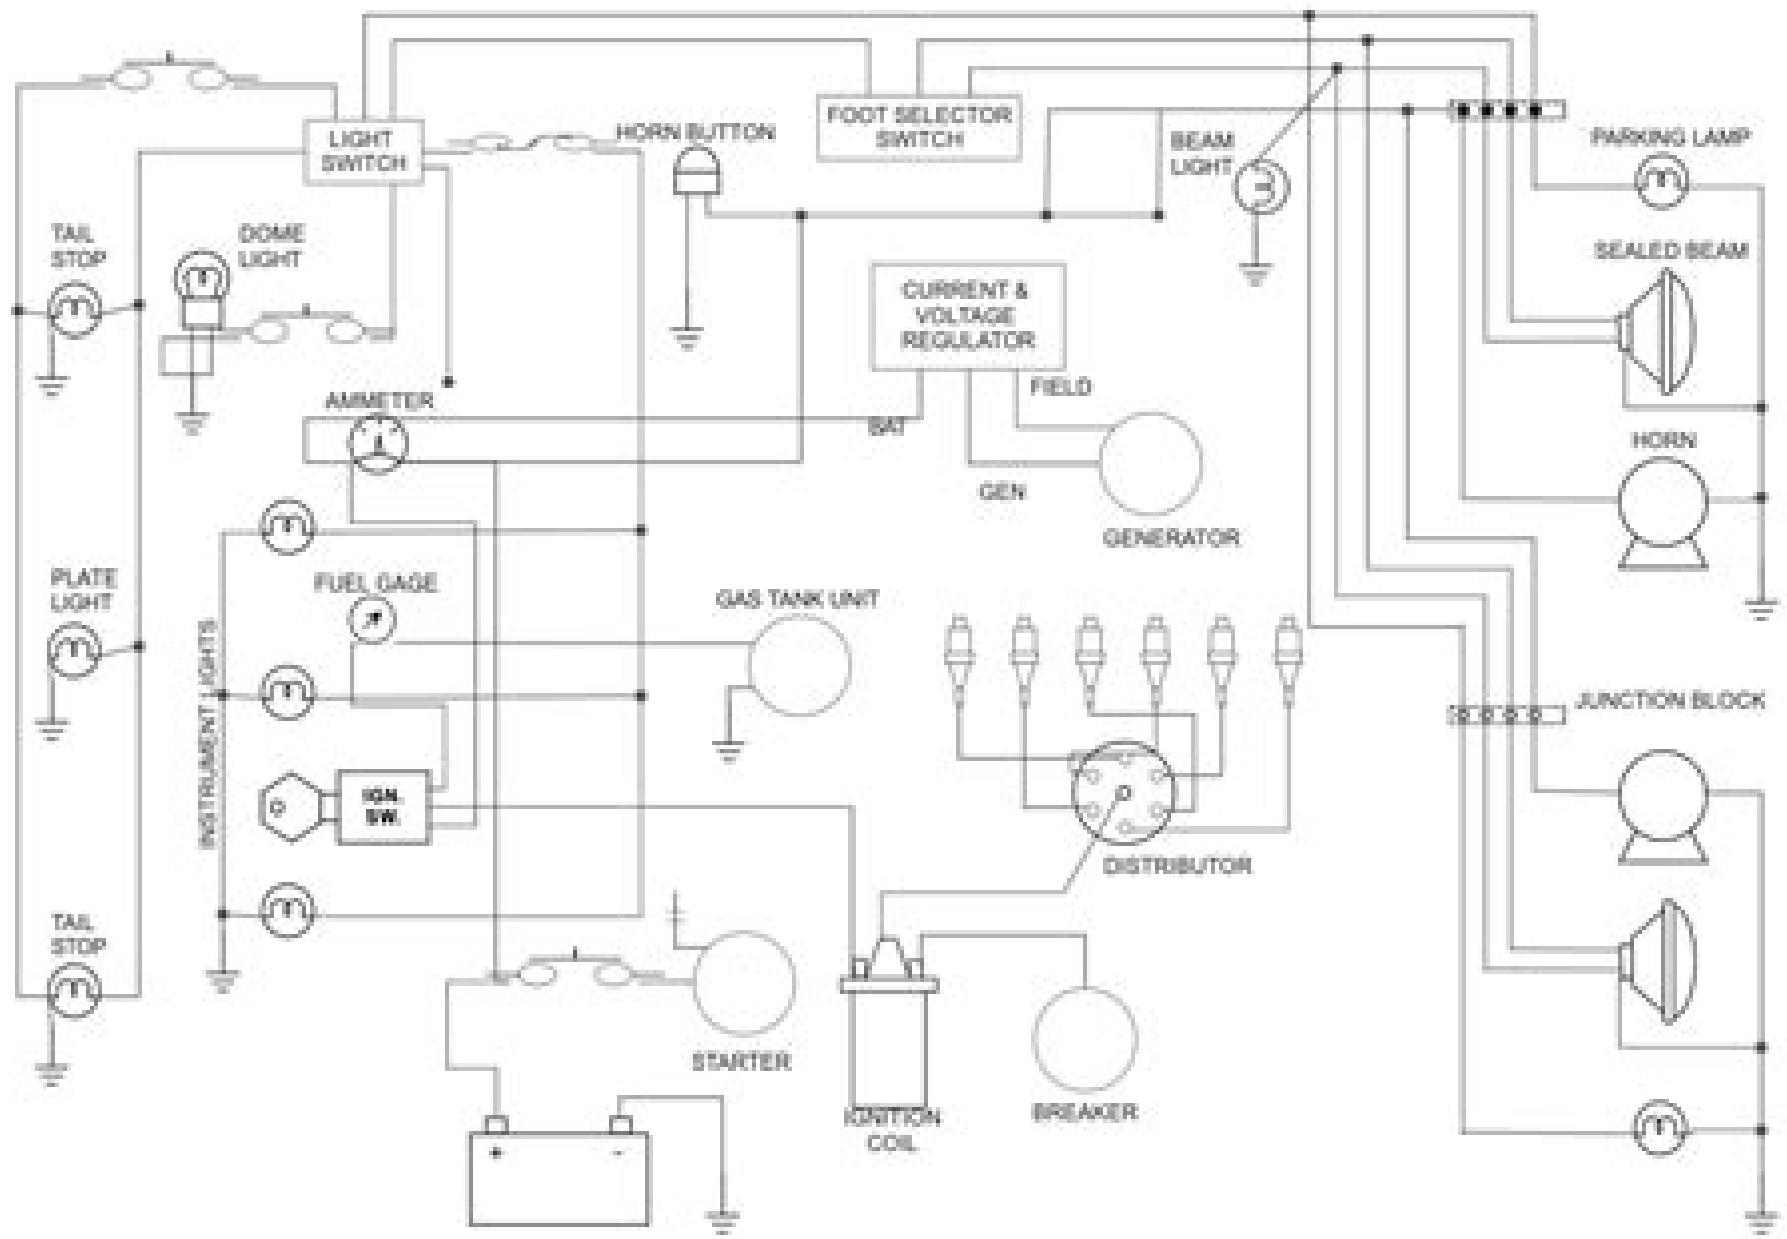 LIGHT
SWITCH
FOOT SELECTOR
SWITCH
HORN BUTTON
BEAM
LIGHT
PARKING LAMP
TAIL
STOP
DOME
LIGHT
SEALED BEAM
CURRENT &
VOLTAGE
REGULATOR
FIELD
AMMETER
BAT
HORN
GEN
GENERATOR
PLATE
LIGHT
FUEL GAGE
GAS TANK UNIT
INSTRUMENT LIGHTS
JUNCTION BLOCK
IGN.
SW.
DISTRIBUTOR
TAIL
STOP
STARTER
IGNITION
COIL
BREAKER
+
-